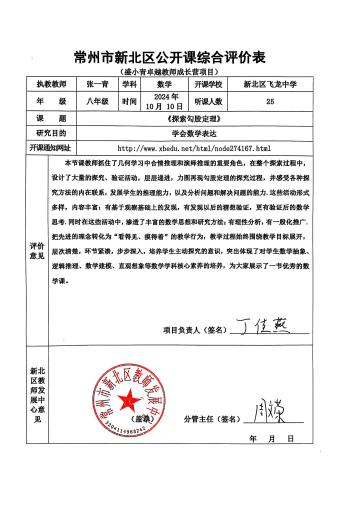 常州市新北区公开课综合评价表
（盛小青卓越教师成长营项目）
执教教师 张一青 学科 数学 开课学校 新北区飞龙中学
年 级 八年级 时间 2024年10月10日 听课人数 25
课 题 《探索勾股定理》
研究目的 学会数学表达
开课通知网址 http://www.xbedu.net/html/node274167.html
评价意见
本节课教师抓住了几何学习中合情推理和演绎推理的重要角色，在整个探索过程中，
设计了大量的探究、验证活动，层层递进，力图再现勾股定理的探究过程，并感受各种探
究方法的内在联系，发展学生的推理能力，以及分析问题和解决问题的能力.这些活动形式
多样，内容丰富：有基于观察基础上的发现，有发现以后的猜想验证，更有验证后的数学
思考.同时在这些活动中，渗透了丰富的数学思想和研究方法；有理性分析，有一般化推广.
把先进的理念转化为“看得见、摸得着”的教学行为，教学过程始终围绕教学目标展开，
层次清楚，环节紧凑，步步深入，培养学生主动探究的意识，突出体现了对学生数学抽象、
逻辑推理、数学建模、直观想象等数学学科核心素养的培养，为大家展示了一节优秀的数
学课。
项目负责人（签名） 丁佳燕
新北区教师发展中心意见
常州市新北区教师发展中心
3204114968242
（盖章） 分管主任（签名）
年 月 日